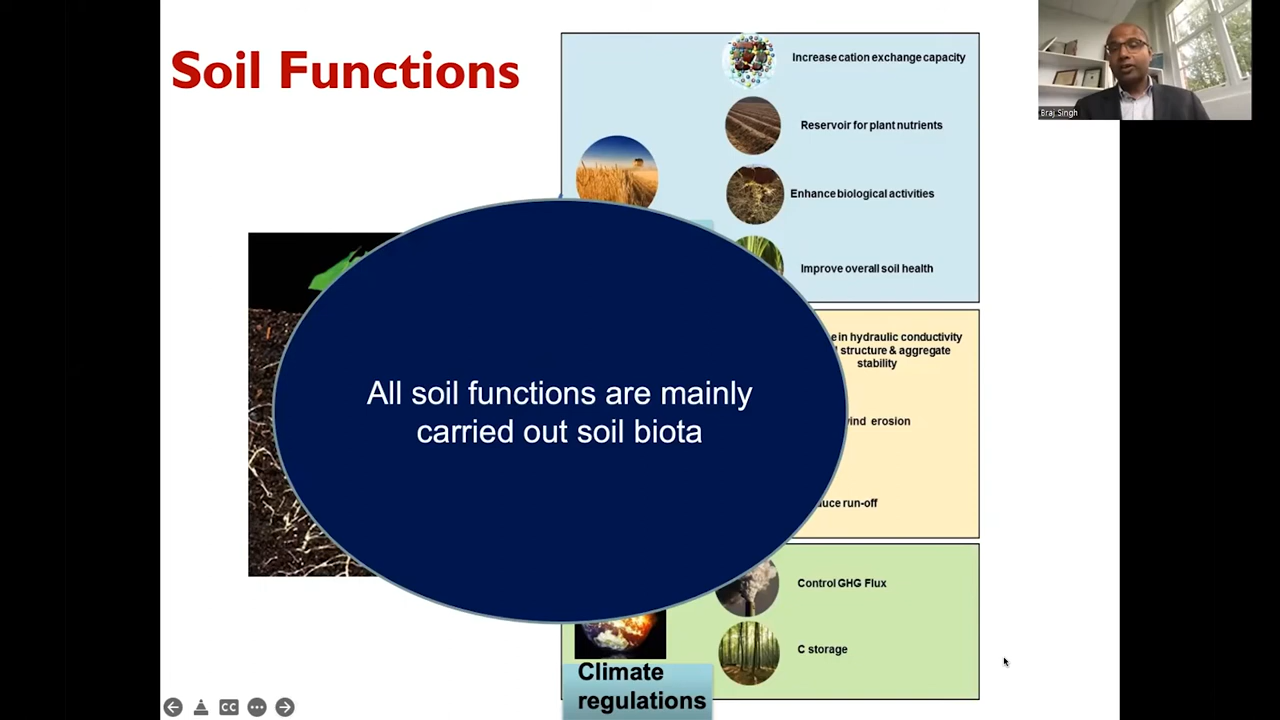 Soil Functions
Increase cation exchange capacity
Reservoir for plant nutrients
Enhance biological activities
Improve overall soil health
in hydraulic conductivity
structure & aggregate
stability
erosion
run-off
Control GHG Flux
C storage
Climate
regulations
All soil functions are mainly
carried out soil biota
Braj Singh
CC